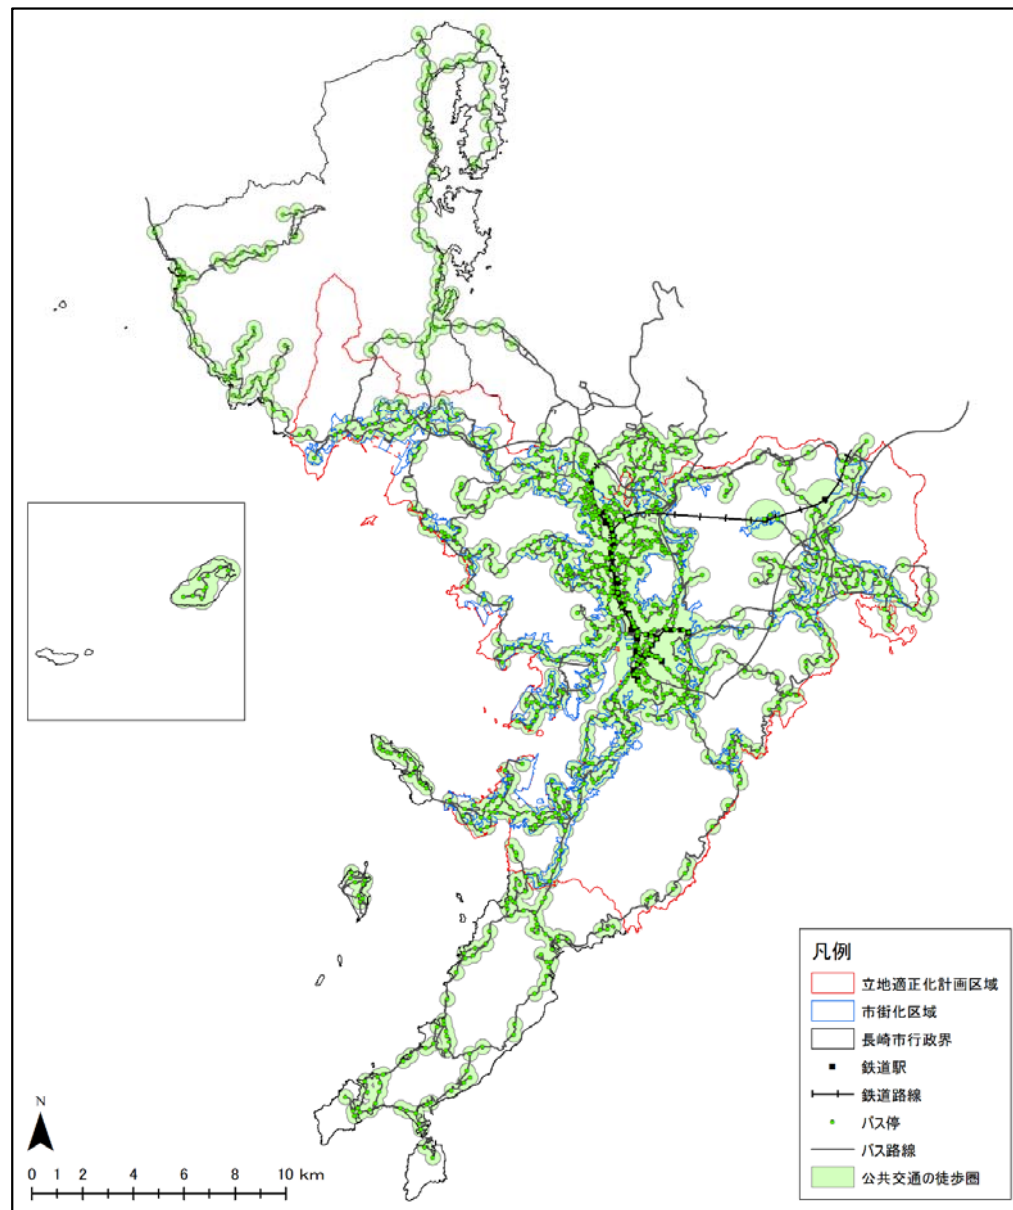 凡例
立地適正化計画区域
市街化区域
長崎市行政界
鉄道駅
鉄道路線
バス停
バス路線
公共交通の徒歩圏
N
0 1 2 4 6 8 10 km